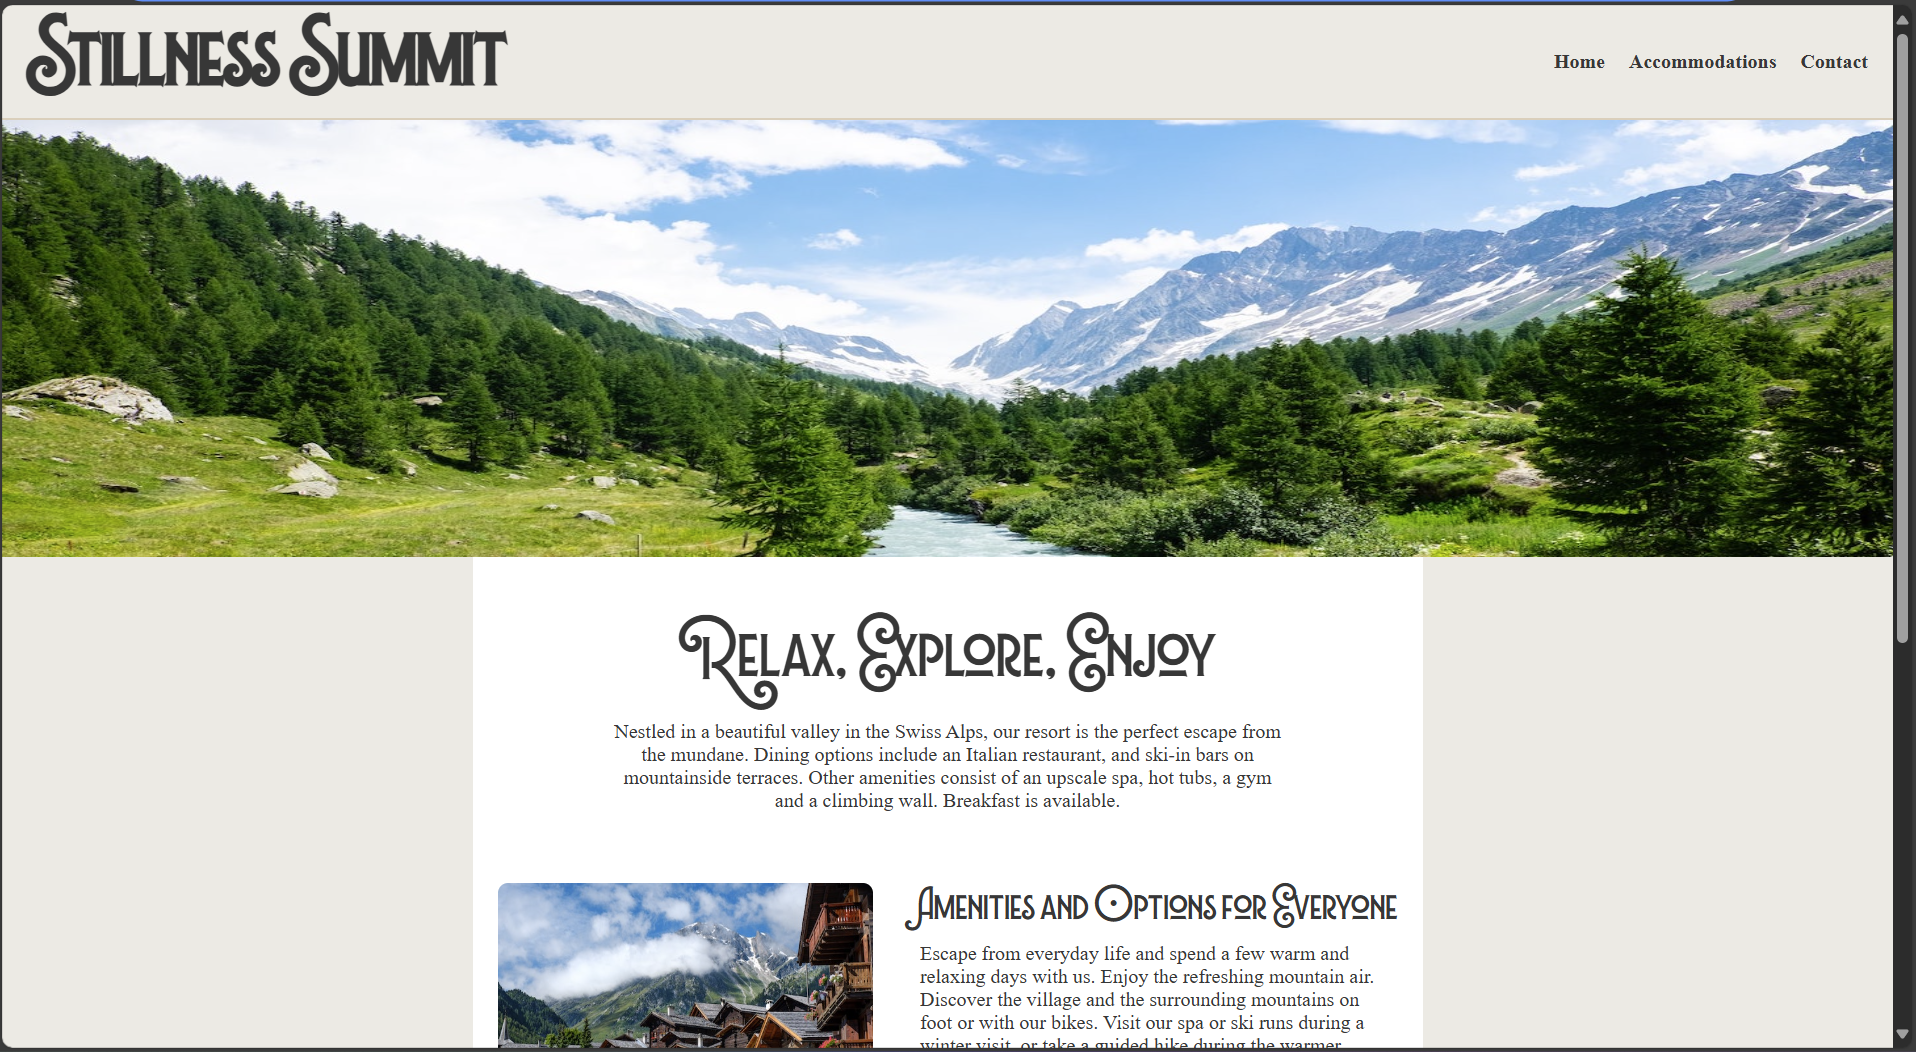 Stillness Summit
Home Accommodations Contact
Relax, Explore, Enjoy
Nestled in a beautiful valley in the Swiss Alps, our resort is the perfect escape from
the mundane. Dining options include an Italian restaurant, and ski-in bars on
mountainside terraces. Other amenities consist of an upscale spa, hot tubs, a gym
and a climbing wall. Breakfast is available.
Amenities and Options for Everyone
Escape from everyday life and spend a few warm and
relaxing days with us. Enjoy the refreshing mountain air.
Discover the village and the surrounding mountains on
foot or with our bikes. Visit our spa or ski runs during a
winter visit, or take a guided hike during the warmer